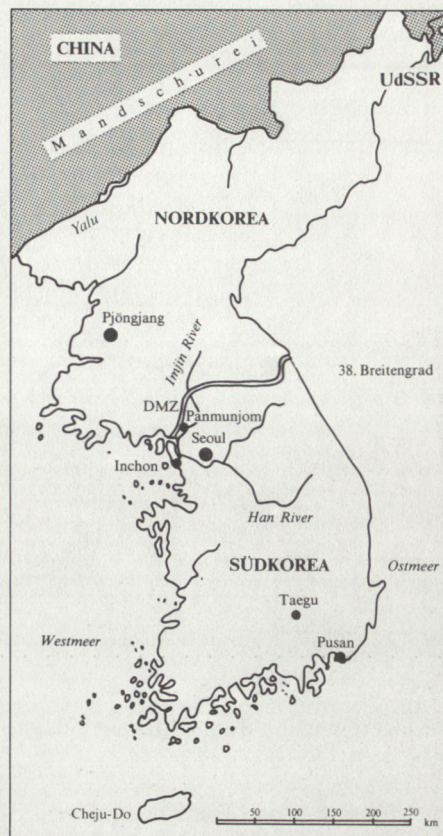 CHINA
UdSSR
Mandschurei
NORDKOREA
Yalu
Pjöngjang
Imjin River
38. Breitengrad
DMZ
Panmunjom
Seoul
Inchon
Han River
SÜDKOREA
Ostmeer
Taegu
Westmeer
Pusan
Cheju-Do
50 100 150 200 250
km